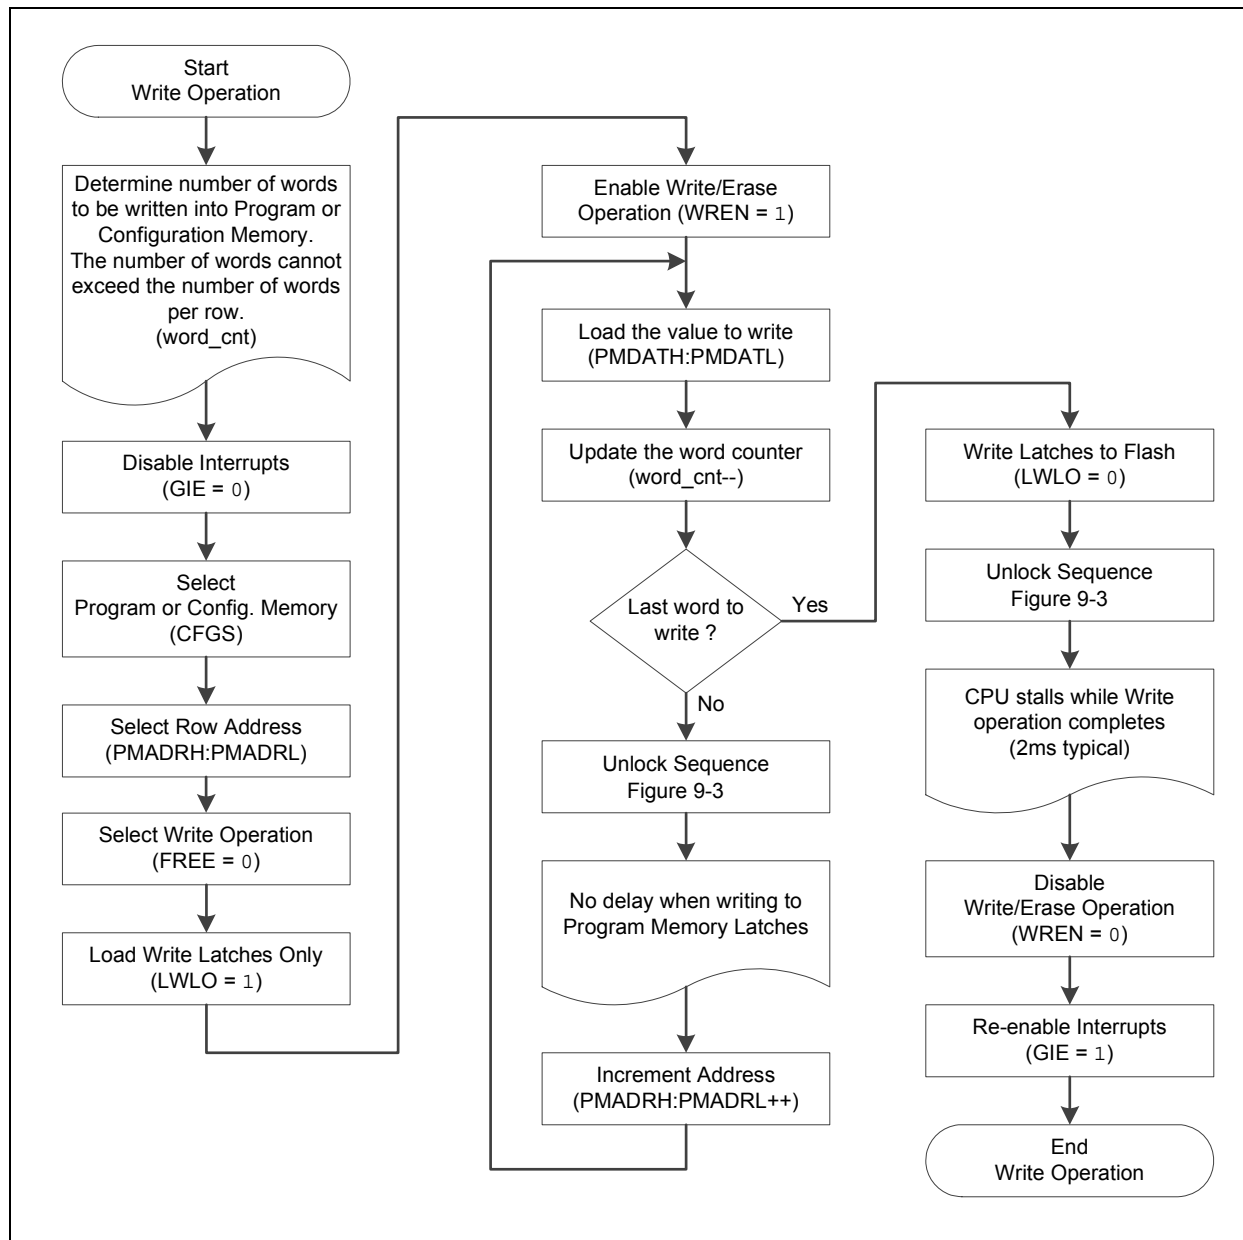 Start
Write Operation
Determine number of words
to be written into Program or
Configuration Memory.
The number of words cannot
exceed the number of words
per row.
(word_cnt)
Disable Interrupts
(GIE = 0)
Select
Program or Config. Memory
(CFGS)
Select Row Address
(PMADRH:PMADRL)
Select Write Operation
(FREE = 0)
Load Write Latches Only
(LWLO = 1)
Enable Write/Erase
Operation (WREN = 1)
Load the value to write
(PMDATH:PMDATL)
Update the word counter
(word_cnt--)
Last word to
write ?
Yes
No
Unlock Sequence
Figure 9-3
No delay when writing to
Program Memory Latches
Increment Address
(PMADRH:PMADRL++)
Write Latches to Flash
(LWLO = 0)
Unlock Sequence
Figure 9-3
CPU stalls while Write
operation completes
(2ms typical)
Disable
Write/Erase Operation
(WREN = 0)
Re-enable Interrupts
(GIE = 1)
End
Write Operation